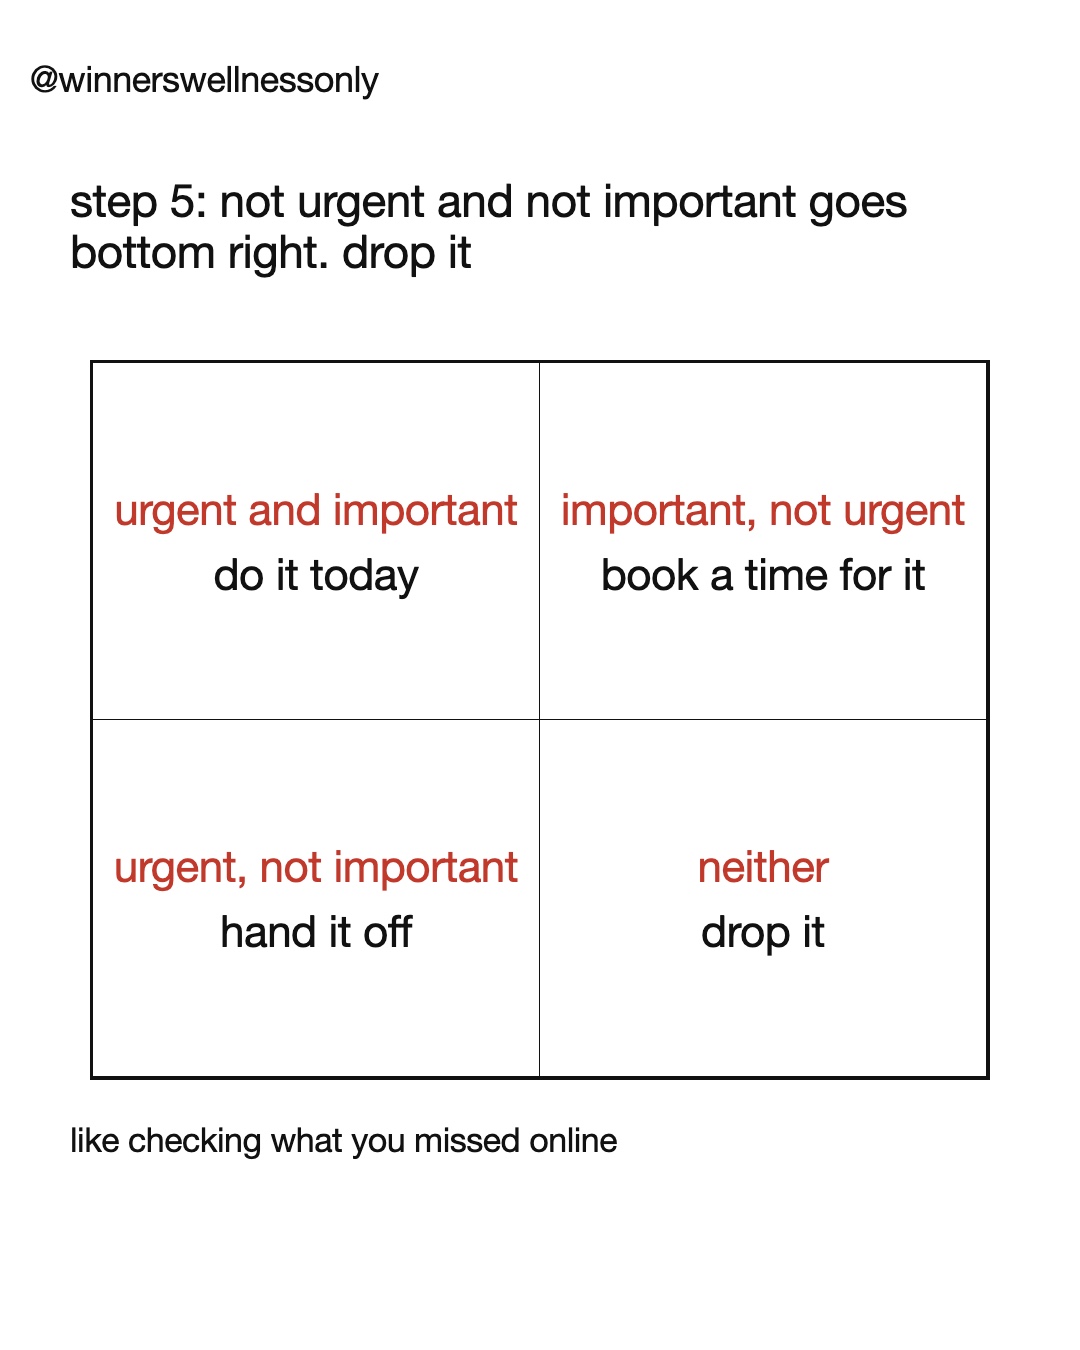 @winnerswellnessonly
step 5: not urgent and not important goes
bottom right. drop it
urgent and important
do it today
important, not urgent
book a time for it
urgent, not important
hand it off
neither
drop it
like checking what you missed online